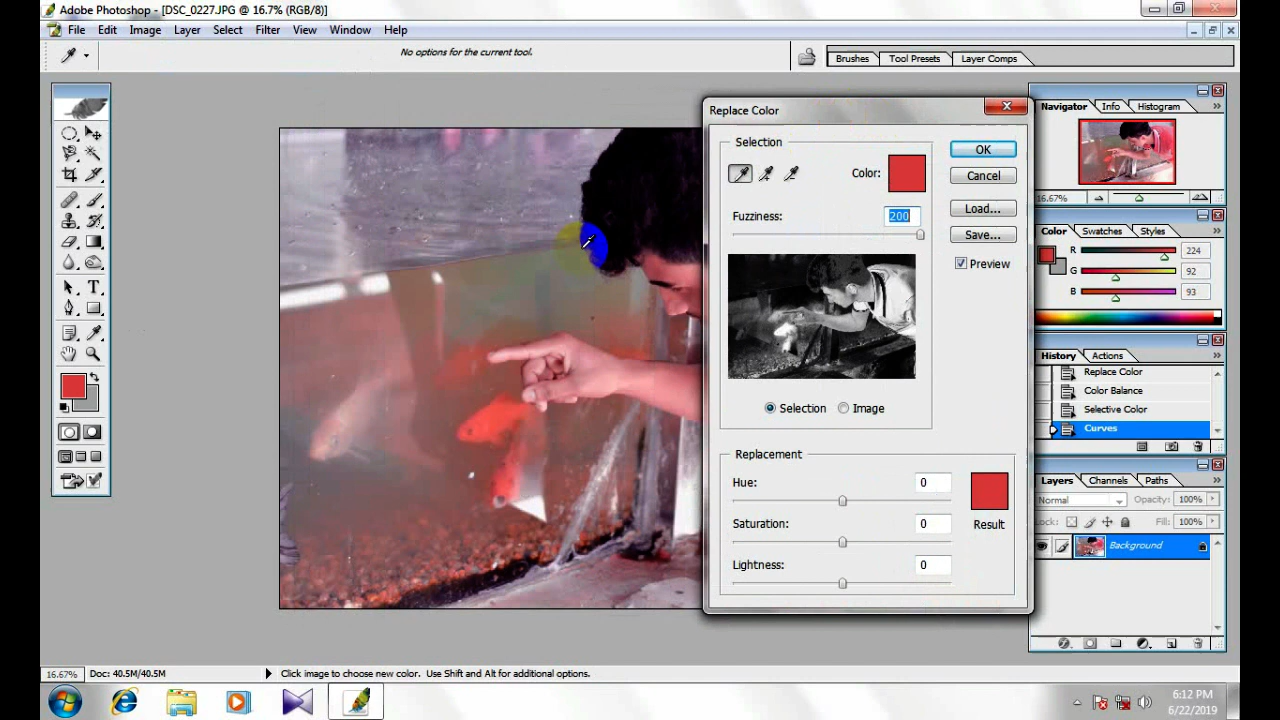 Adobe Photoshop - [DSC_0227.JPG @ 16.7% (RGB/8)]
File Edit Image Layer Select Filter View Window Help
No options for the current tool.
Brushes Tool Presets Layer Comps
Replace Color
Selection
Color:
Fuzziness: 200
Selection Image
OK
Cancel
Load...
Save...
Preview
Replacement
Hue: 0
Saturation: 0
Lightness: 0
Result
Navigator Info Histogram
16.67%
Color Swatches Styles
R 224
G 92
B 93
History Actions
Replace Color
Color Balance
Selective Color
Curves
Layers Channels Paths
Normal Opacity: 100%
Lock: Fill: 100%
Background
16.67% Doc: 40.5M/40.5M Click image to choose new color. Use Shift and Alt for additional options.
6:12 PM
6/22/2019